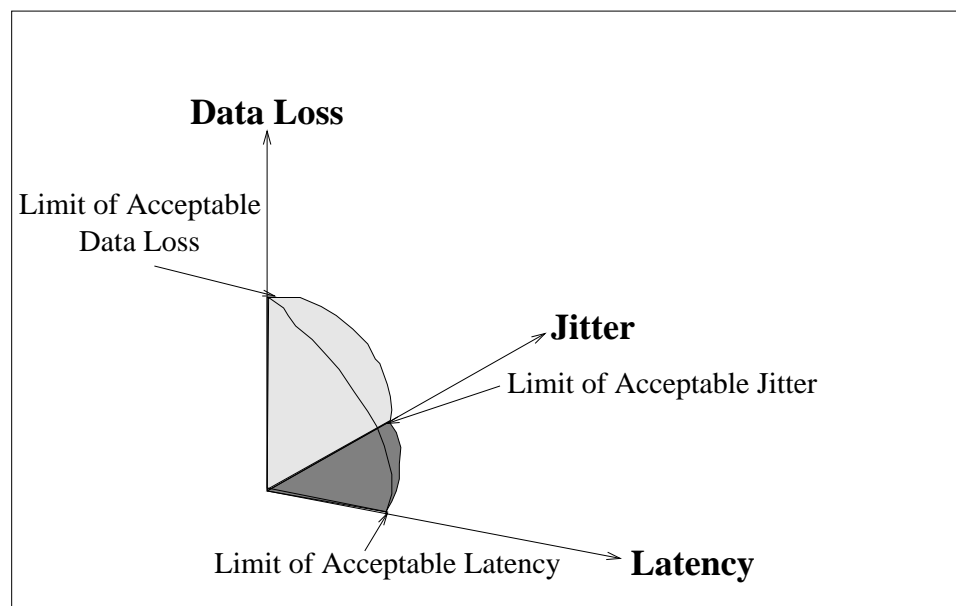 Data Loss
Limit of Acceptable
Data Loss
Jitter
Limit of Acceptable Jitter
Limit of Acceptable Latency
Latency